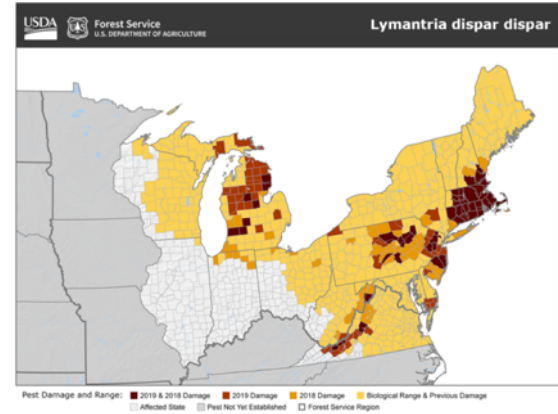 USDA Forest Service Lymantria dispar dispar
U.S. DEPARTMENT OF AGRICULTURE
Pest Damage and Range: 2019 & 2018 Damage 2019 Damage 2018 Damage Biological Range & Previous Damage
Affected State Pest Not Yet Established Forest Service Region